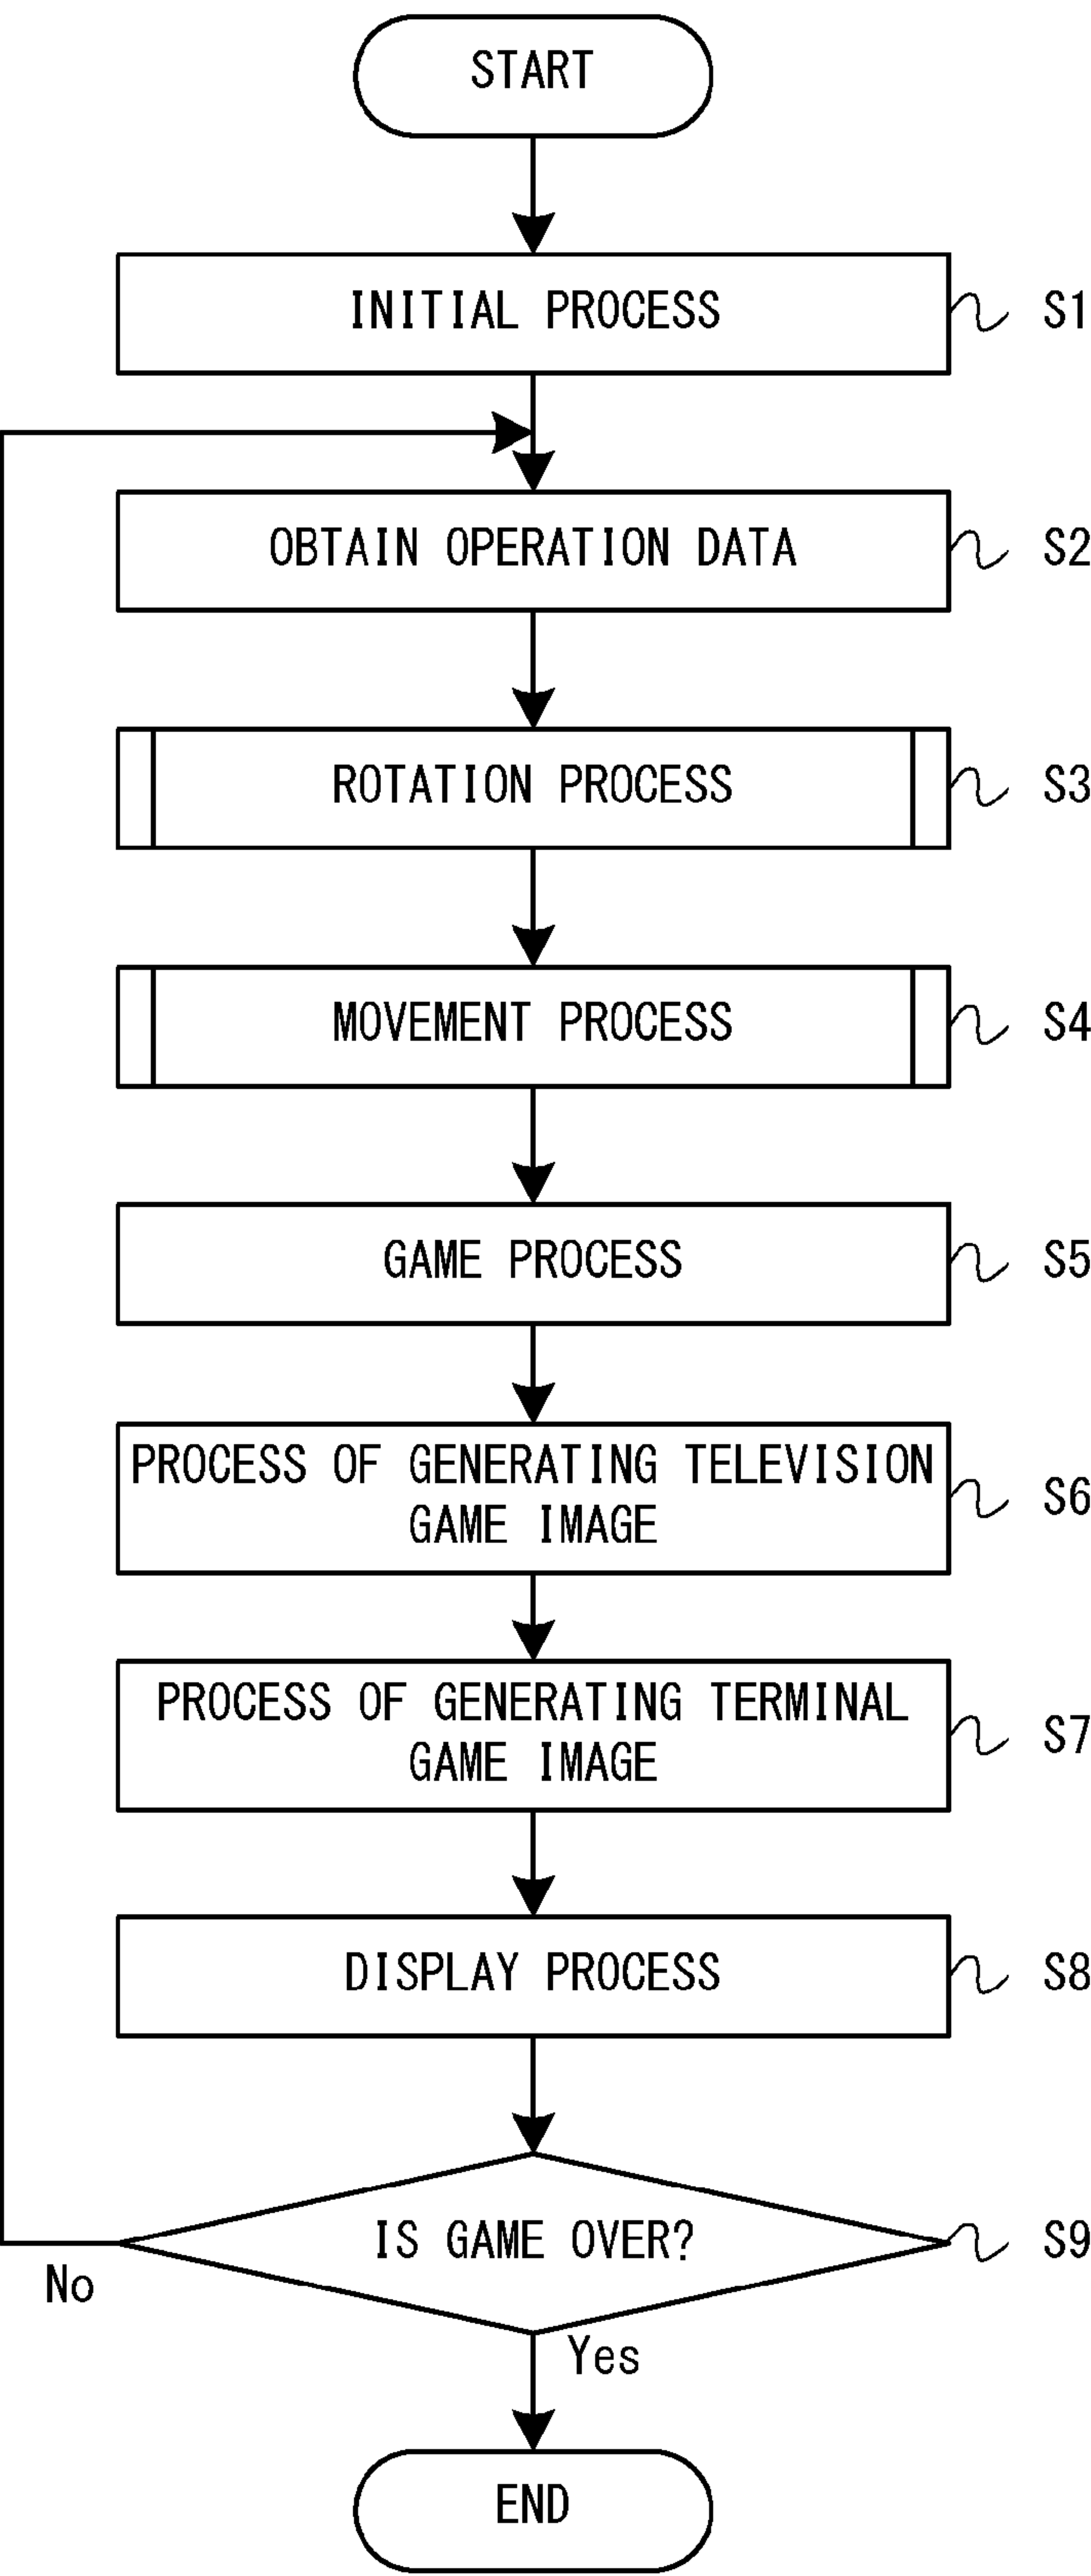 START
INITIAL PROCESS
S1
OBTAIN OPERATION DATA
S2
ROTATION PROCESS
S3
MOVEMENT PROCESS
S4
GAME PROCESS
S5
PROCESS OF GENERATING TELEVISION
GAME IMAGE
S6
PROCESS OF GENERATING TERMINAL
GAME IMAGE
S7
DISPLAY PROCESS
S8
IS GAME OVER?
S9
No
Yes
END